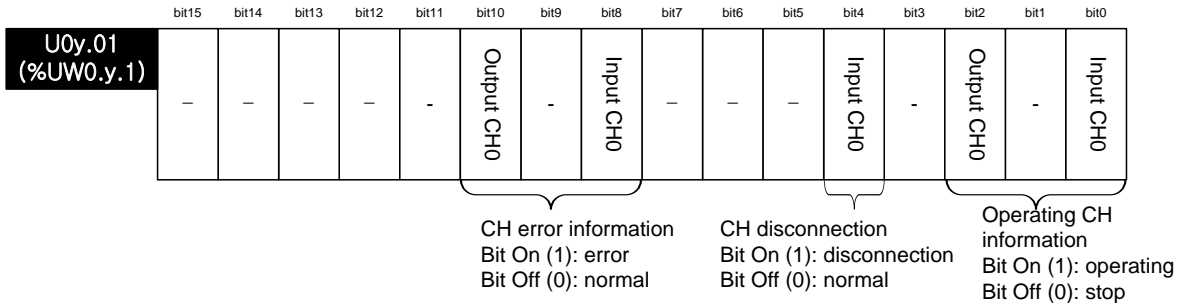 bit15 bit14 bit13 bit12 bit11 bit10 bit9 bit8 bit7 bit6 bit5 bit4 bit3 bit2 bit1 bit0
U0y.01
(%UW0.y.1)
– – – – - Output CH0 - Input CH0 – – – Input CH0 - Output CH0 - Input CH0
CH error information
Bit On (1): error
Bit Off (0): normal
CH disconnection
Bit On (1): disconnection
Bit Off (0): normal
Operating CH
information
Bit On (1): operating
Bit Off (0): stop